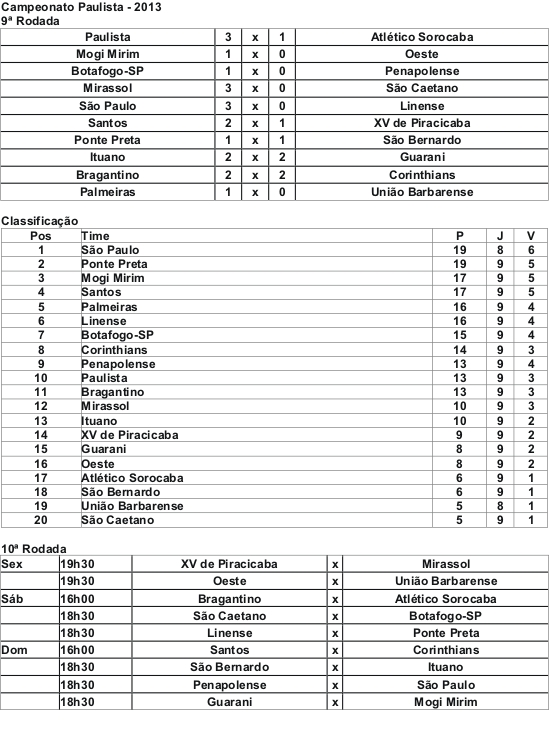 Campeonato Paulista - 2013
9ª Rodada
Paulista 3 x 1 Atlético Sorocaba
Mogi Mirim 1 x 0 Oeste
Botafogo-SP 1 x 0 Penapolense
Mirassol 3 x 0 São Caetano
São Paulo 3 x 0 Linense
Santos 2 x 1 XV de Piracicaba
Ponte Preta 1 x 1 São Bernardo
Ituano 2 x 2 Guarani
Bragantino 2 x 2 Corinthians
Palmeiras 1 x 0 União Barbarense
Classificação
Pos Time P J V
1 São Paulo 19 8 6
2 Ponte Preta 19 9 5
3 Mogi Mirim 17 9 5
4 Santos 17 9 5
5 Palmeiras 16 9 4
6 Linense 16 9 4
7 Botafogo-SP 15 9 4
8 Corinthians 14 9 3
9 Penapolense 13 9 4
10 Paulista 13 9 3
11 Bragantino 13 9 3
12 Mirassol 10 9 3
13 Ituano 10 9 2
14 XV de Piracicaba 9 9 2
15 Guarani 8 9 2
16 Oeste 8 9 2
17 Atlético Sorocaba 6 9 1
18 São Bernardo 6 9 1
19 União Barbarense 5 8 1
20 São Caetano 5 9 1
10ª Rodada
Sex 19h30 XV de Piracicaba x Mirassol
19h30 Oeste x União Barbarense
Sáb 16h00 Bragantino x Atlético Sorocaba
18h30 São Caetano x Botafogo-SP
18h30 Linense x Ponte Preta
Dom 16h00 Santos x Corinthians
18h30 São Bernardo x Ituano
18h30 Penapolense x São Paulo
18h30 Guarani x Mogi Mirim